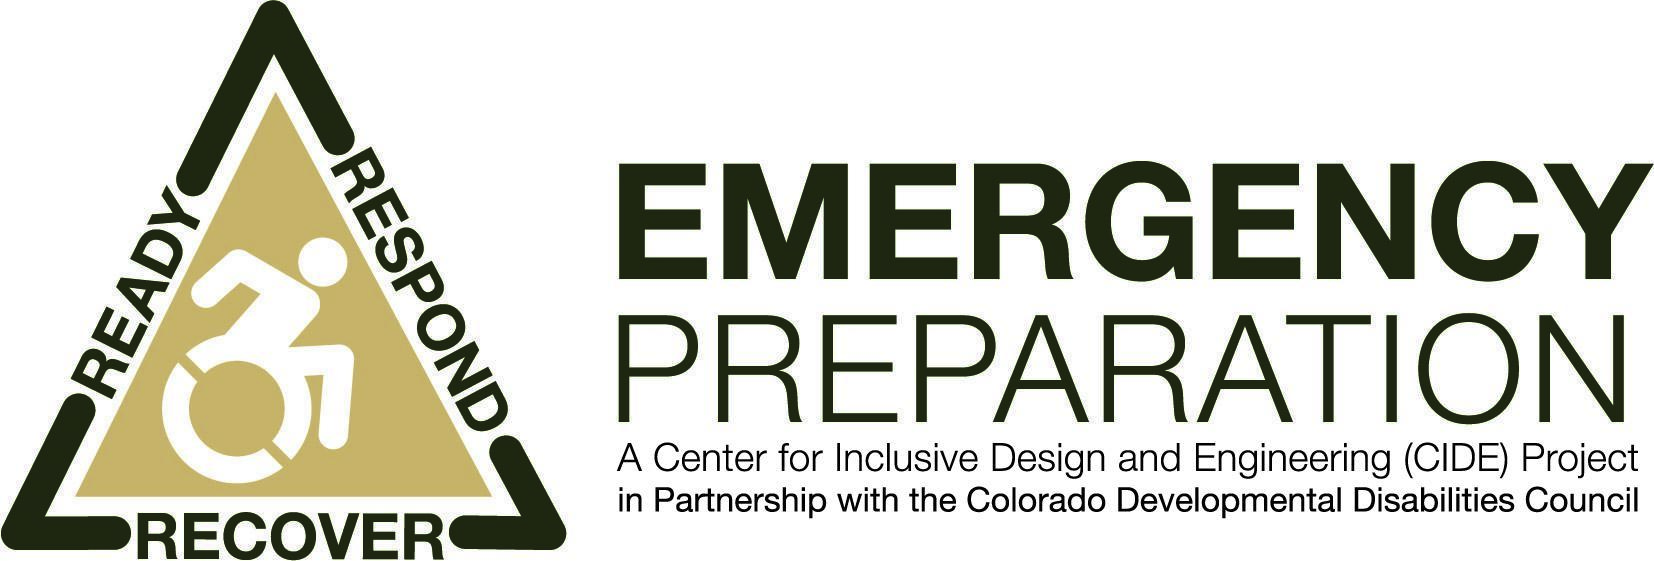 READY
RESPOND
RECOVER
EMERGENCY
PREPARATION
A Center for Inclusive Design and Engineering (CIDE) Project
in Partnership with the Colorado Developmental Disabilities Council